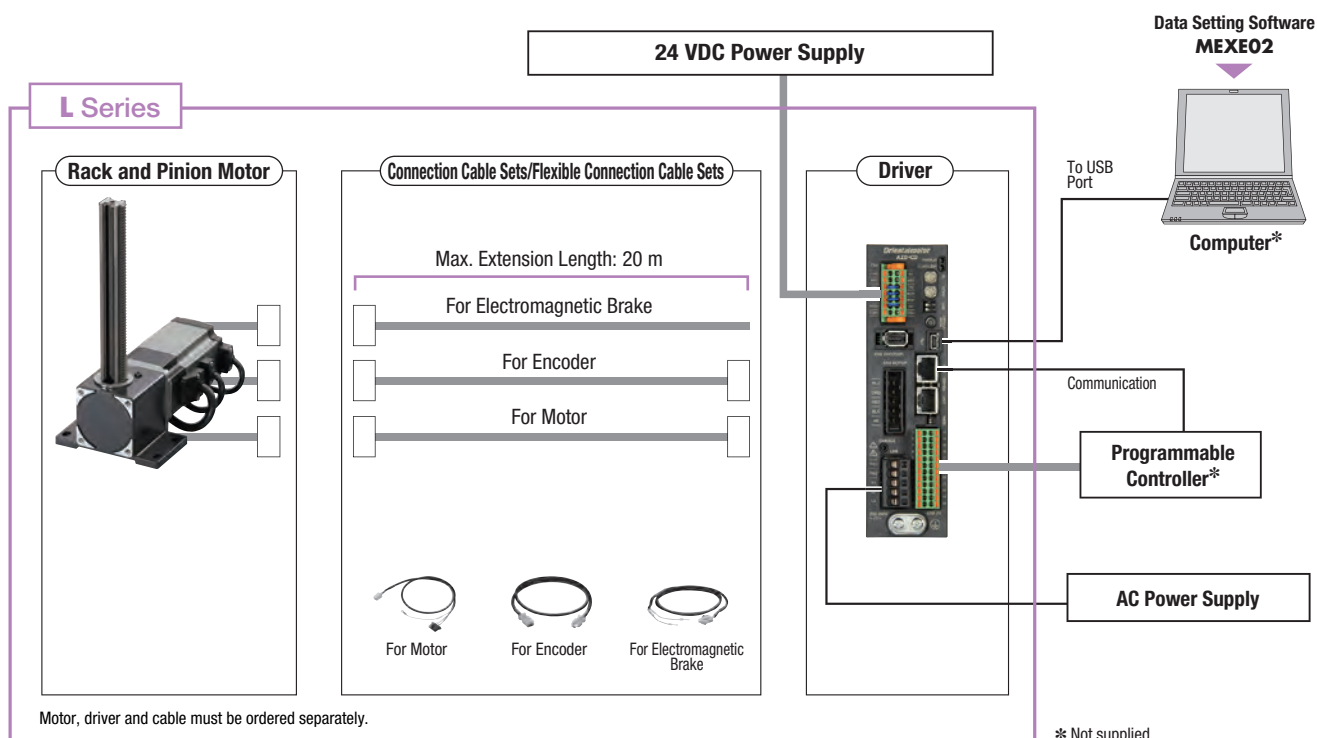 Data Setting Software
MEXE02
24 VDC Power Supply
L Series
Rack and Pinion Motor
Connection Cable Sets/Flexible Connection Cable Sets
Driver
To USB
Port
Computer*
Max. Extension Length: 20 m
For Electromagnetic Brake
For Encoder
For Motor
Communication
Programmable
Controller*
AC Power Supply
For Motor
For Encoder
For Electromagnetic
Brake
Motor, driver and cable must be ordered separately.
* Not supplied
Orientalmotor